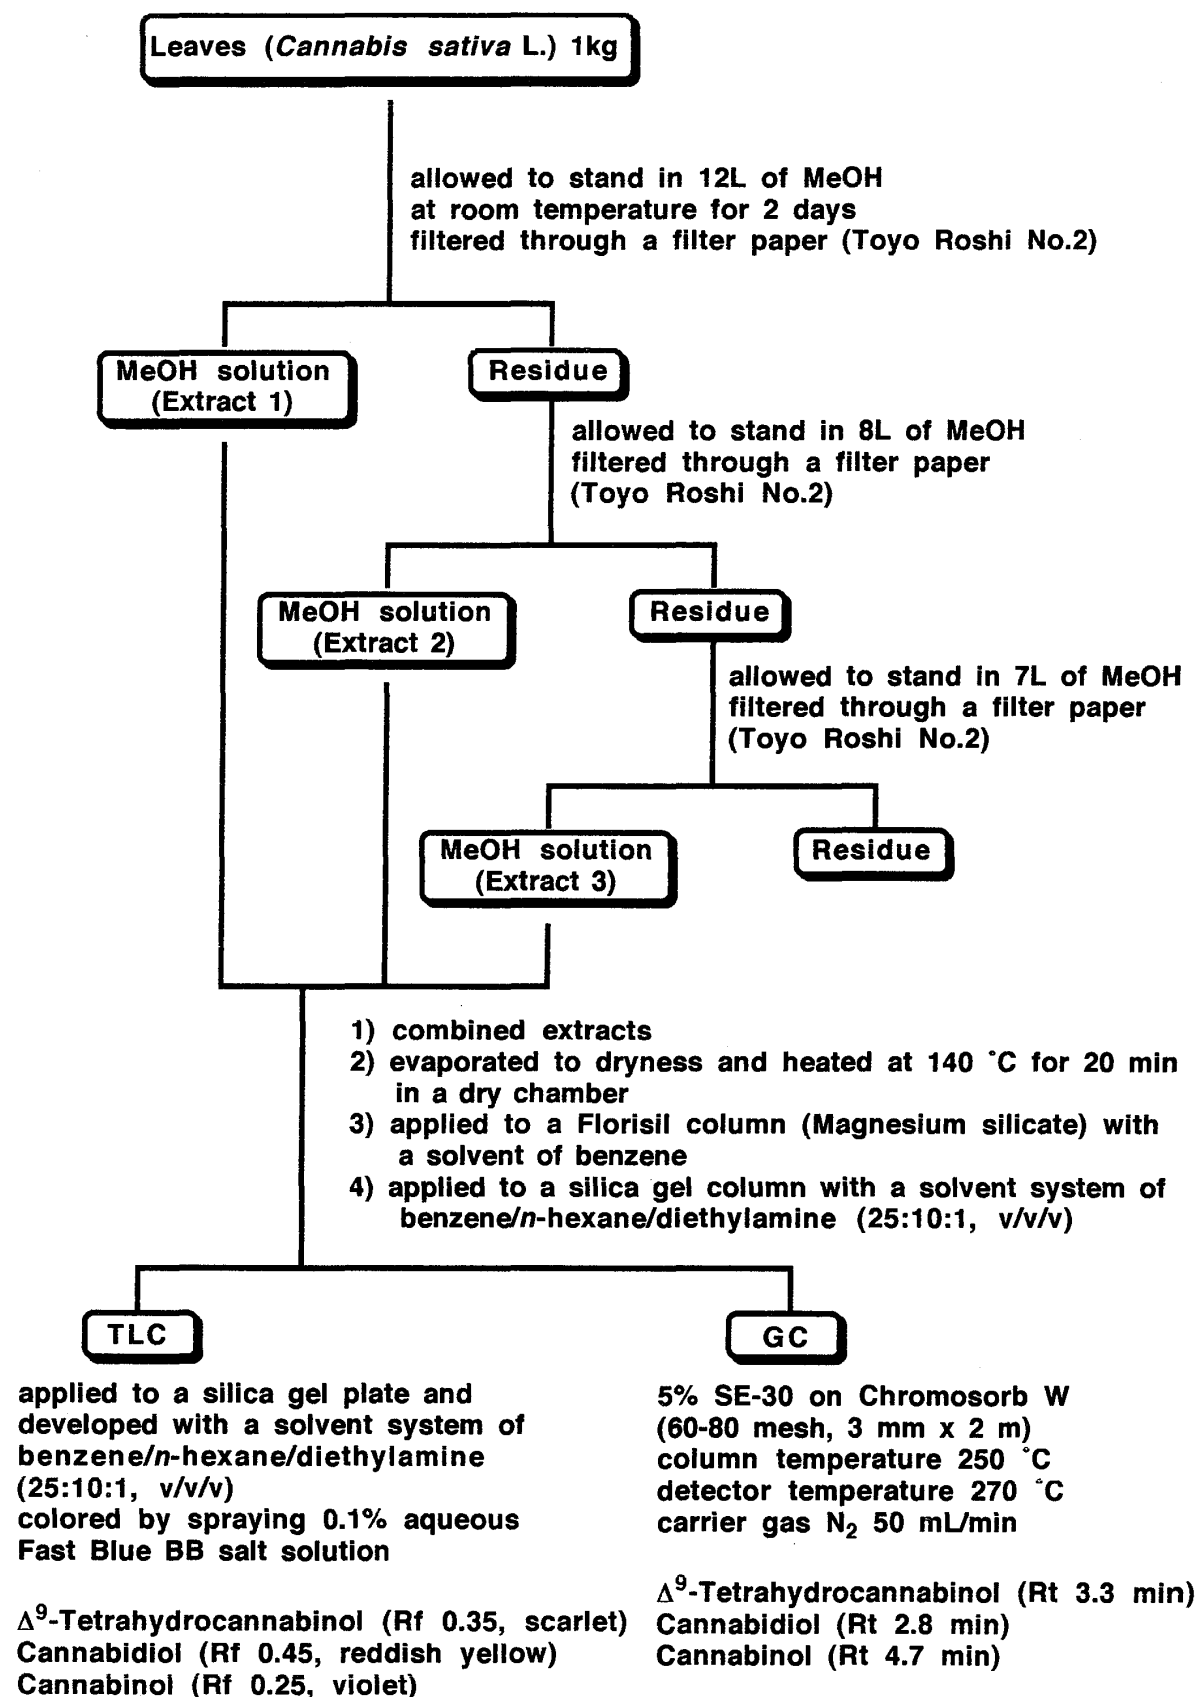 Leaves (Cannabis sativa L.) 1kg
allowed to stand in 12L of MeOH
at room temperature for 2 days
filtered through a filter paper (Toyo Roshi No.2)
MeOH solution
(Extract 1)
Residue
allowed to stand in 8L of MeOH
filtered through a filter paper
(Toyo Roshi No.2)
MeOH solution
(Extract 2)
Residue
allowed to stand in 7L of MeOH
filtered through a filter paper
(Toyo Roshi No.2)
MeOH solution
(Extract 3)
Residue
1) combined extracts
2) evaporated to dryness and heated at 140 °C for 20 min
in a dry chamber
3) applied to a Florisil column (Magnesium silicate) with
a solvent of benzene
4) applied to a silica gel column with a solvent system of
benzene/n-hexane/diethylamine (25:10:1, v/v/v)
TLC
applied to a silica gel plate and
developed with a solvent system of
benzene/n-hexane/diethylamine
(25:10:1, v/v/v)
colored by spraying 0.1% aqueous
Fast Blue BB salt solution
Δ⁹-Tetrahydrocannabinol (Rf 0.35, scarlet)
Cannabidiol (Rf 0.45, reddish yellow)
Cannabinol (Rf 0.25, violet)
GC
5% SE-30 on Chromosorb W
(60-80 mesh, 3 mm x 2 m)
column temperature 250 °C
detector temperature 270 °C
carrier gas N₂ 50 mL/min
Δ⁹-Tetrahydrocannabinol (Rt 3.3 min)
Cannabidiol (Rt 2.8 min)
Cannabinol (Rt 4.7 min)